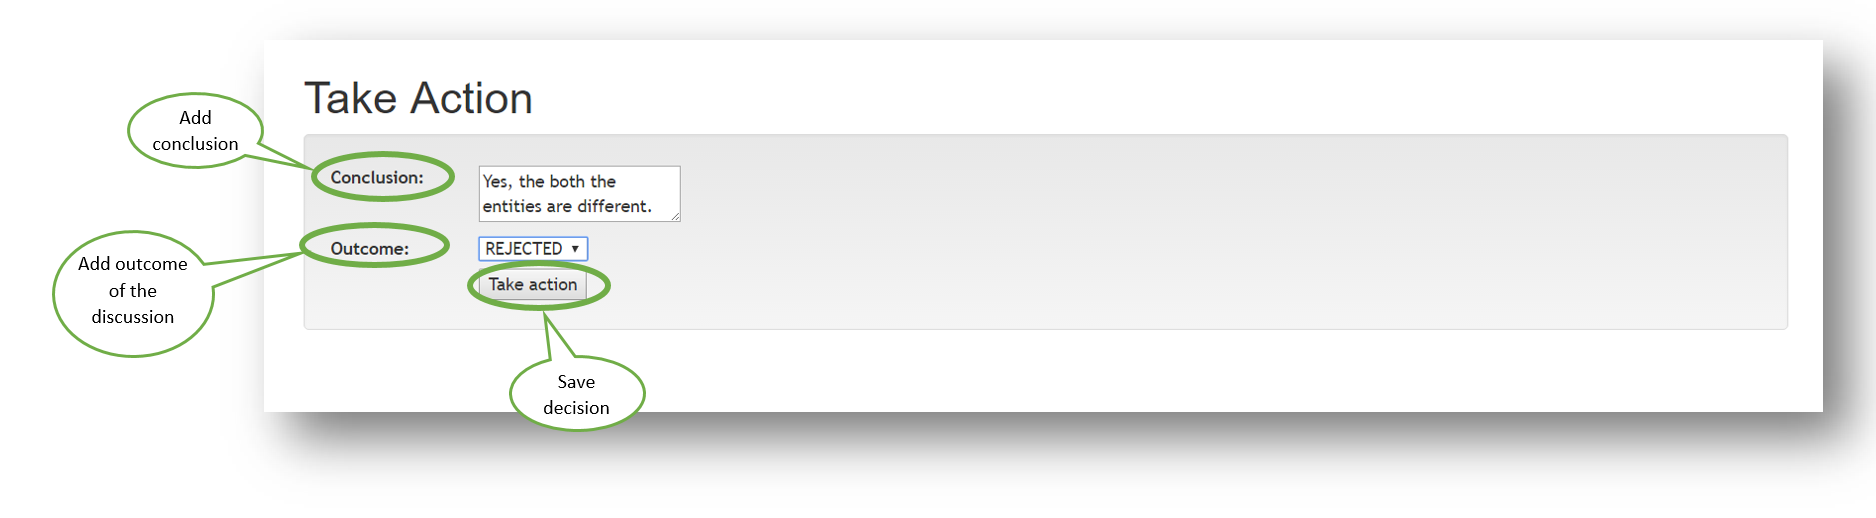 Take Action
Add
conclusion
Conclusion:
Yes, the both the
entities are different.
Outcome:
REJECTED
Add outcome
of the
discussion
Take action
Save
decision